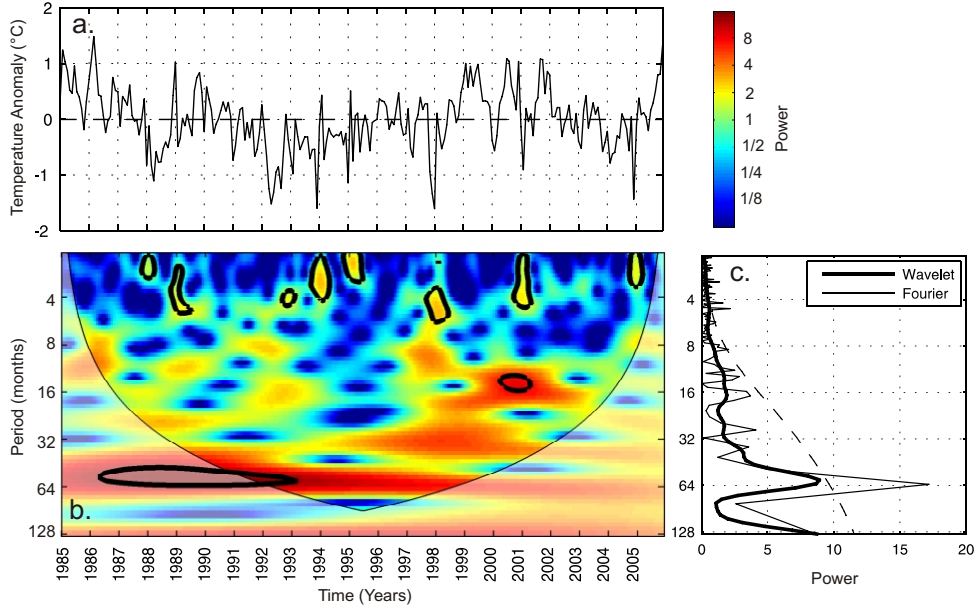 a.
Temperature Anomaly (°C)
2
1
0
-1
-2
8
4
2
1
1/2
1/4
1/8
Power
b.
Period (months)
4
8
16
32
64
128
1985 1986 1987 1988 1989 1990 1991 1992 1993 1994 1995 1996 1997 1998 1999 2000 2001 2002 2003 2004 2005
Time (Years)
c.
Wavelet
Fourier
4
8
16
32
64
128
0 5 10 15 20
Power